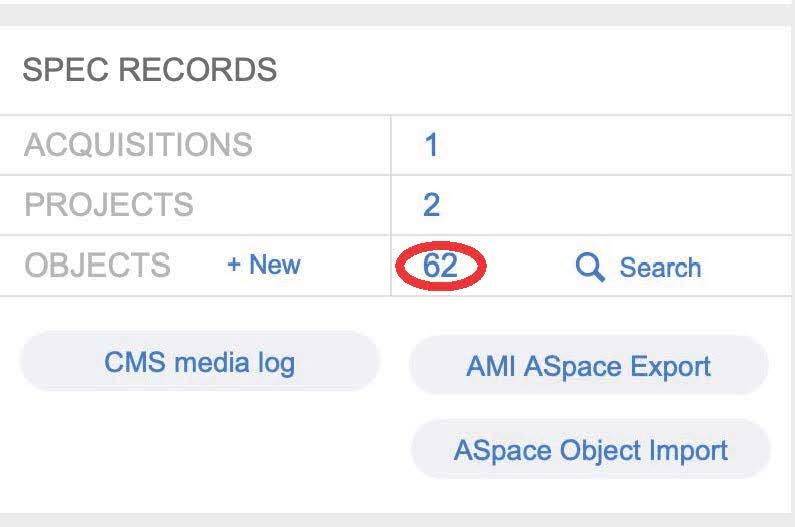 SPEC RECORDS
ACQUISITIONS 1
PROJECTS 2
OBJECTS + New 62 Search
CMS media log AMI ASpace Export
ASpace Object Import